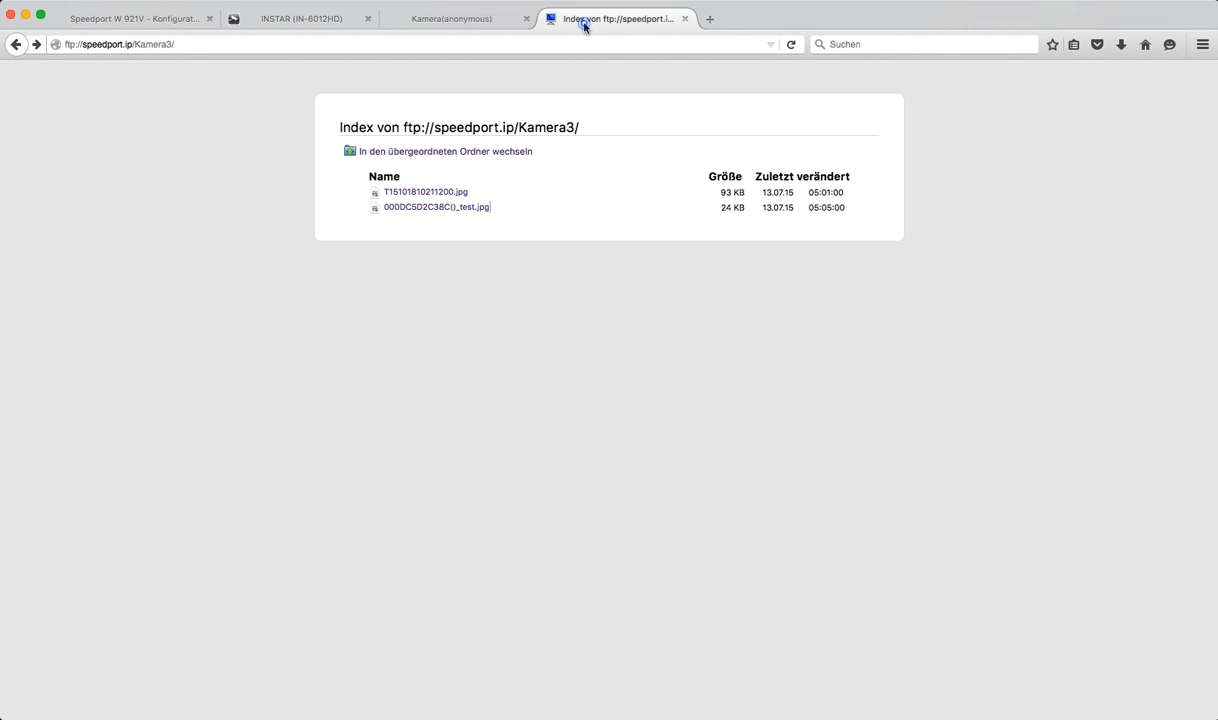 Speedport W 921V - Konfigurat... INSTAR (IN-6012HD) Kamera(anonymous) Index von ftp://speedport.i...
ftp://speedport.ip/Kamera3/ Suchen
Index von ftp://speedport.ip/Kamera3/
In den übergeordneten Ordner wechseln
Name Größe Zuletzt verändert
T15101810211200.jpg 93 KB 13.07.15 05:01:00
000DC5D2C38C()_test.jpg 24 KB 13.07.15 05:05:00